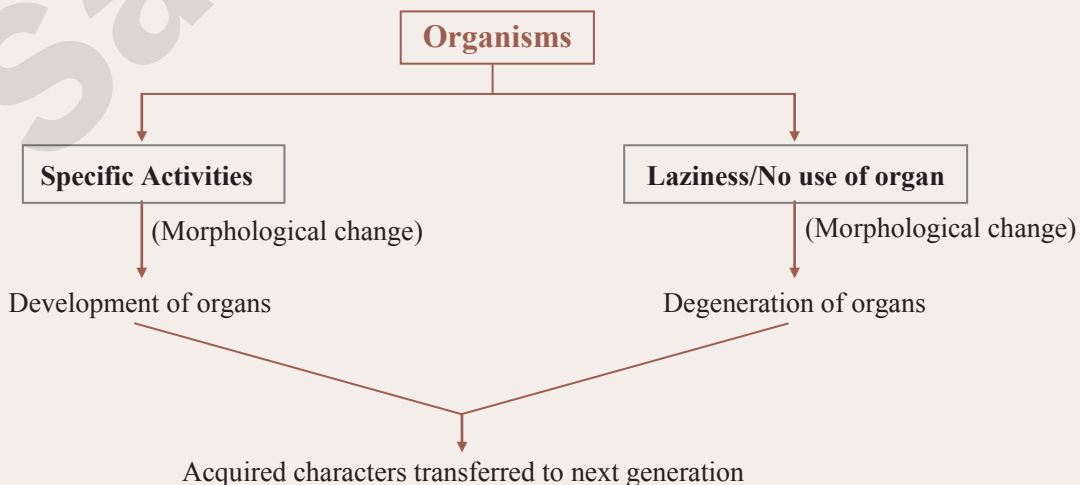 Organisms
Specific Activities
Laziness/No use of organ
(Morphological change)
(Morphological change)
Development of organs
Degeneration of organs
Acquired characters transferred to next generation